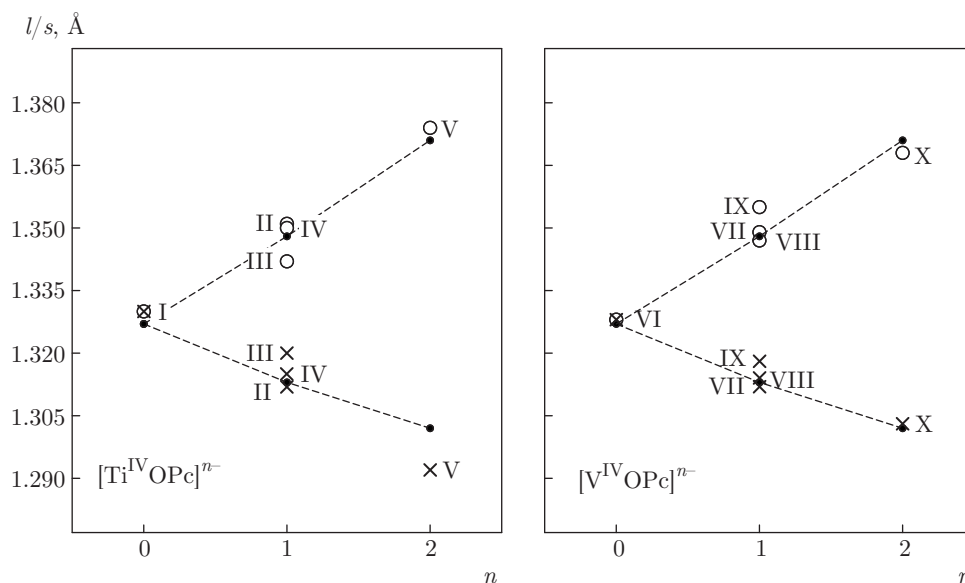 l/s, Å
1.380
1.365
1.350
1.335
1.320
1.305
1.290
I
II
IV
III
III
IV
II
V
V
[Ti^IV OPc]^n–
0 1 2
n
VI
IX
VII
VIII
IX
VIII
VII
X
X
[V^IV OPc]^n–
0 1 2
n